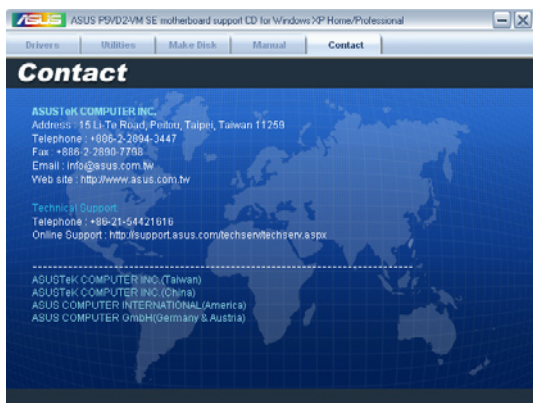 ASUS P5VD2-VM SE motherboard support CD for Windows XP Home/Professional
Drivers Utilities Make Disk Manual Contact
Contact
ASUSTeK COMPUTER INC.
Address : 15 Li-Te Road, Peitou, Taipei, Taiwan 11259
Telephone : +886-2-2894-3447
Fax : +886-2-2890-7798
Email : info@asus.com.tw
Web site : http://www.asus.com.tw
Technical Support
Telephone : +86-21-54421616
Online Support : http://support.asus.com/techserv/techserv.aspx
ASUSTeK COMPUTER INC.(Taiwan)
ASUSTeK COMPUTER INC.(China)
ASUS COMPUTER INTERNATIONAL(America)
ASUS COMPUTER GmbH(Germany & Austria)